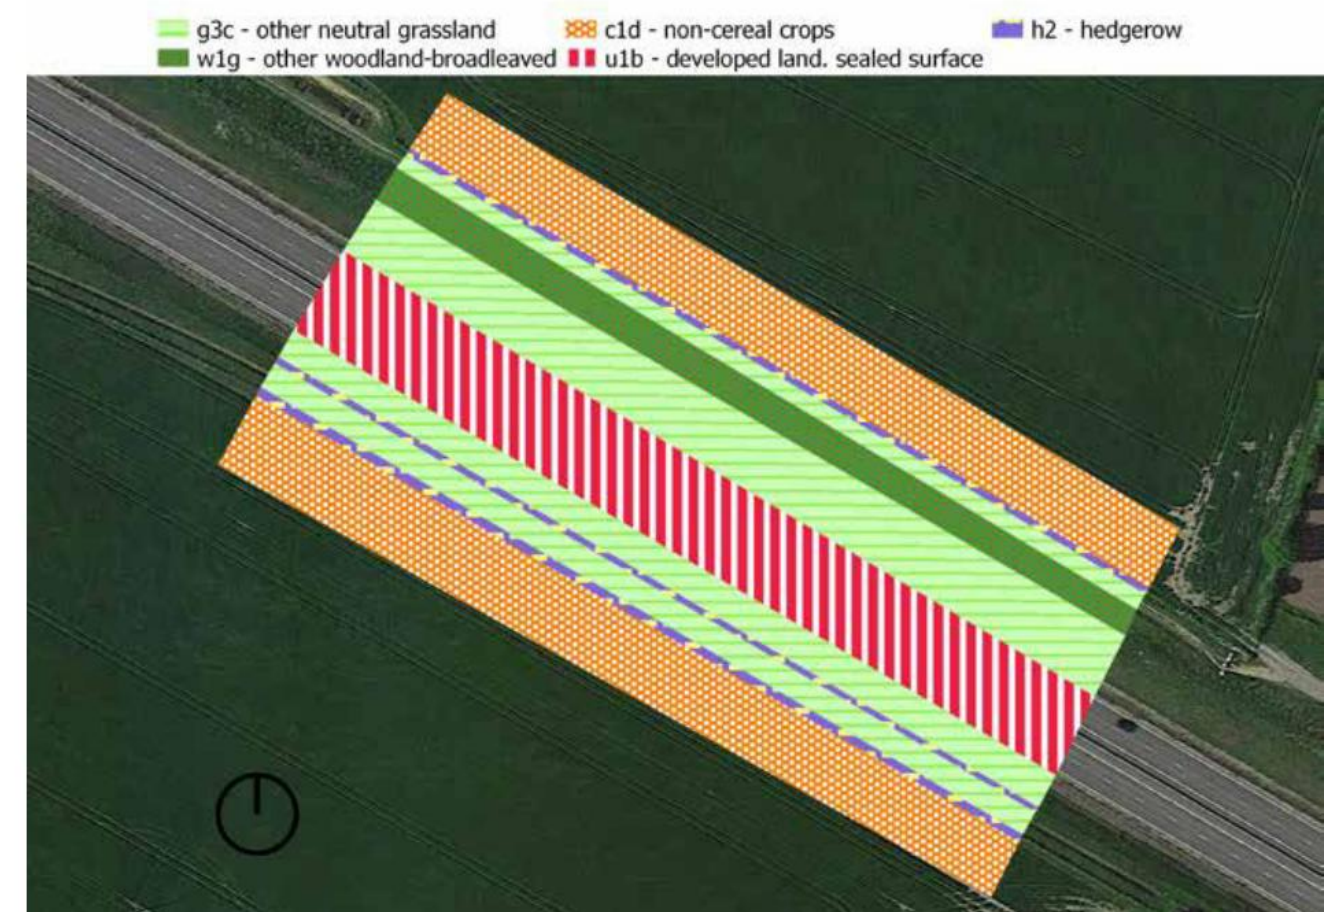 g3c - other neutral grassland c1d - non-cereal crops h2 - hedgerow
w1g - other woodland-broadleaved u1b - developed land. sealed surface